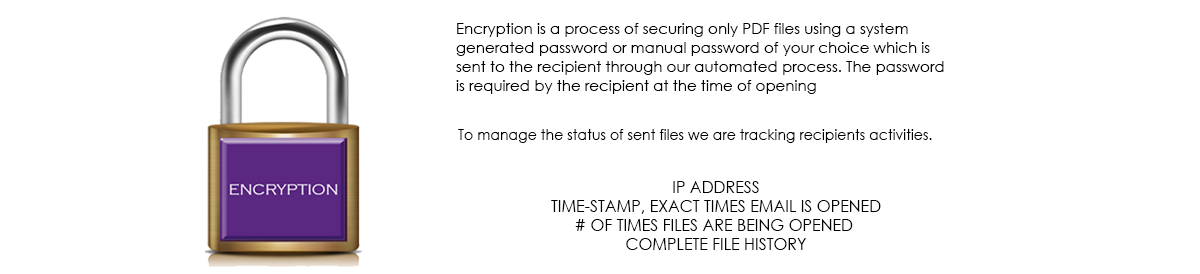 ENCRYPTION
Encryption is a process of securing only PDF files using a system
generated password or manual password of your choice which is
sent to the recipient through our automated process. The password
is required by the recipient at the time of opening
To manage the status of sent files we are tracking recipients activities.
IP ADDRESS
TIME-STAMP, EXACT TIMES EMAIL IS OPENED
# OF TIMES FILES ARE BEING OPENED
COMPLETE FILE HISTORY